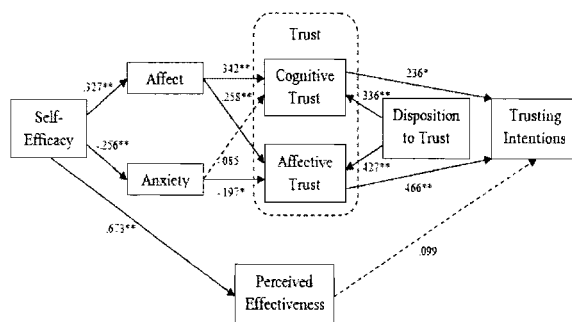 Trust
Affect
.342**
Cognitive
Trust
.236*
.327**
.258**
.336**
Self-
Efficacy
Disposition
to Trust
Trusting
Intentions
-.256**
.085
Anxiety
-.197*
Affective
Trust
.427**
.466**
.673**
.099
Perceived
Effectiveness